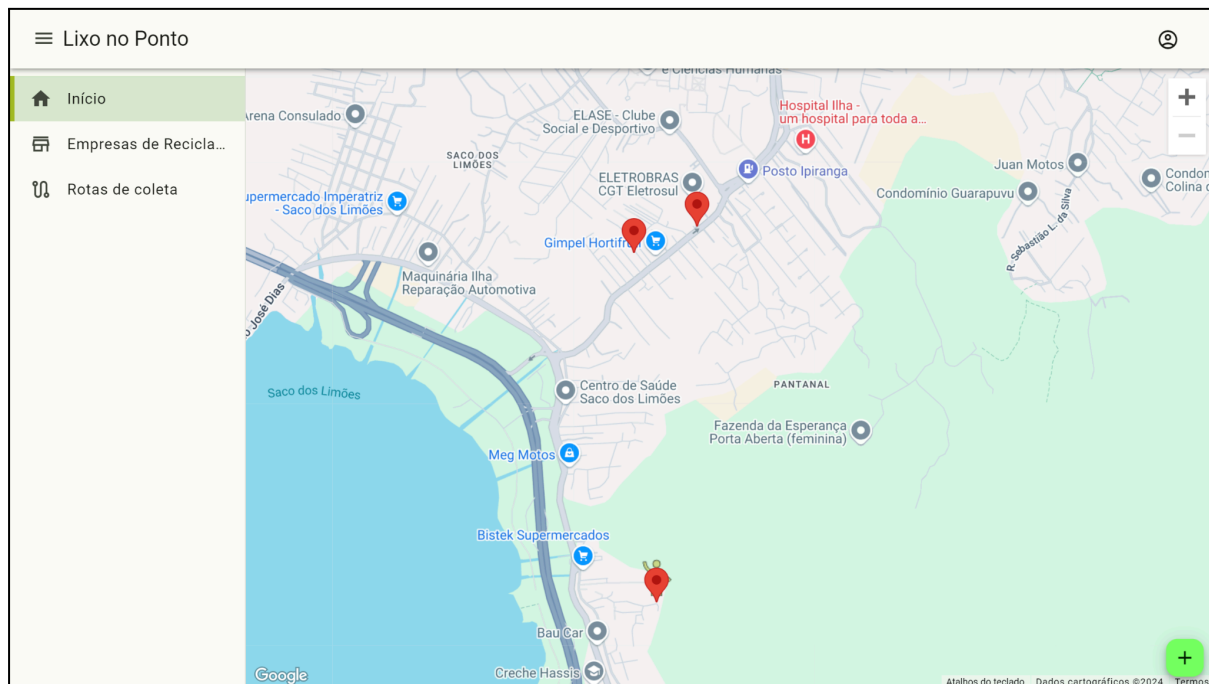 Lixo no Ponto
Início
Empresas de Recicla...
Rotas de coleta
e Ciências Humanas
Arena Consulado
ELASE - Clube
Social e Desportivo
Hospital Ilha -
um hospital para toda a...
SACO DOS
LIMÕES
ELETROBRAS
CGT Eletrosul
Posto Ipiranga
Juan Motos
Condomínio Guarapuvu
Colina
upermercado Imperatriz
- Saco dos Limões
R. Sebastião L. da Silva
Gimpel
Maquinária Ilha
Reparação Automotiva
José Dias
Saco dos Limões
Centro de Saúde
Saco dos Limões
PANTANAL
Fazenda da Esperança
Porta Aberta (feminina)
Meg Motos
Bistek Supermercados
Bau Car
Creche Hassis
Google
Atalhos do teclado
Dados cartográficos ©2024
Termos